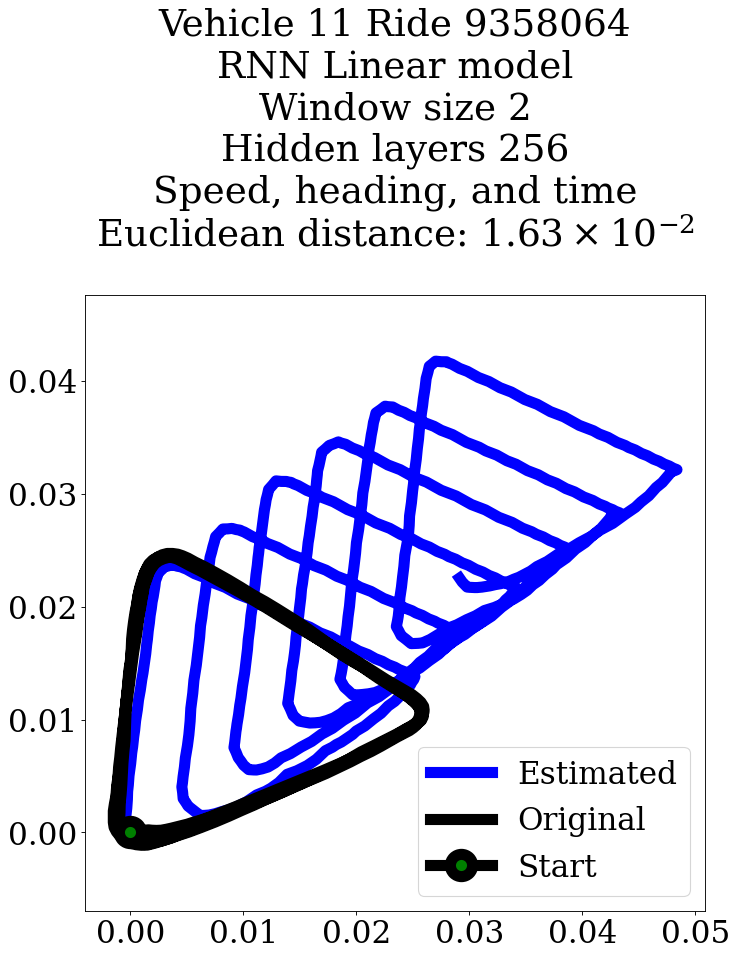 Vehicle 11 Ride 9358064
RNN Linear model
Window size 2
Hidden layers 256
Speed, heading, and time
Euclidean distance: 1.63 × 10⁻²
0.04
0.03
0.02
0.01
0.00
Estimated
Original
Start
0.00 0.01 0.02 0.03 0.04 0.05